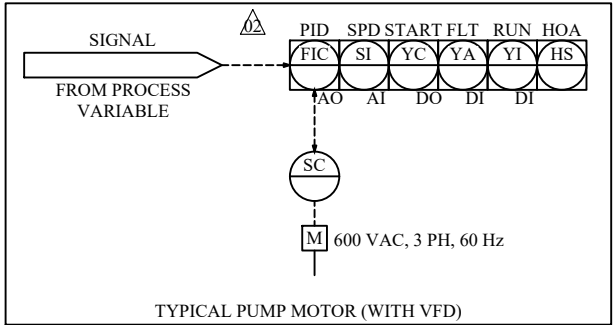 02
PID SPD START FLT RUN HOA
SIGNAL
FIC SI YC YA YI HS
FROM PROCESS
VARIABLE
AO AI DO DI DI
SC
M 600 VAC, 3 PH, 60 Hz
TYPICAL PUMP MOTOR (WITH VFD)